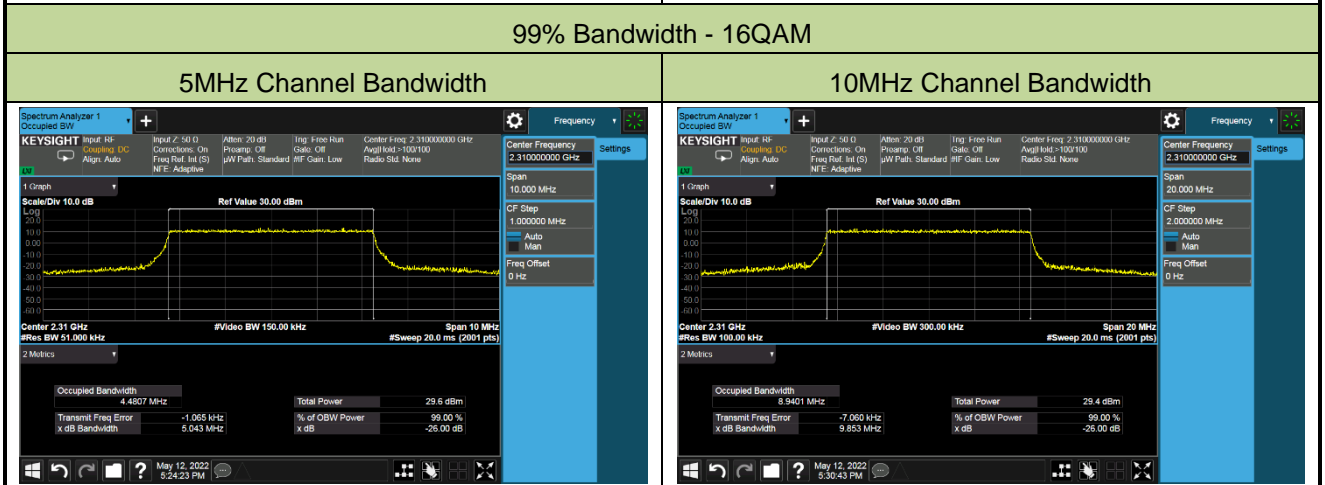 99% Bandwidth - 16QAM
5MHz Channel Bandwidth
10MHz Channel Bandwidth
Spectrum Analyzer 1
Occupied BW
+
Frequency
KEYSIGHT
Input: RF
Coupling: DC
Align: Auto
Input Z: 50 Ω
Corrections: On
Freq Ref: Int (S)
NFE: Adaptive
Atten: 20 dB
Preamp: Off
µW Path: Standard
Trig: Free Run
Gate: Off
#IF Gain: Low
Center Freq: 2.310000000 GHz
Avg|Hold:>100/100
Radio Std: None
Center Frequency
2.310000000 GHz
Settings
Span
10.000 MHz
CF Step
1.000000 MHz
Auto
Man
Freq Offset
0 Hz
1 Graph
Scale/Div 10.0 dB
Ref Value 30.00 dBm
Log
20.0
10.0
0.00
-10.0
-20.0
-30.0
-40.0
-50.0
-60.0
Center 2.31 GHz
#Video BW 150.00 kHz
Span 10 MHz
#Res BW 51.000 kHz
#Sweep 20.0 ms (2001 pts)
2 Metrics
Occupied Bandwidth
4.4807 MHz
Total Power 29.6 dBm
Transmit Freq Error -1.065 kHz
% of OBW Power 99.00 %
x dB Bandwidth 5.043 MHz
x dB -26.00 dB
?
May 12, 2022
5:24:23 PM
Spectrum Analyzer 1
Occupied BW
+
Frequency
KEYSIGHT
Input: RF
Coupling: DC
Align: Auto
Input Z: 50 Ω
Corrections: On
Freq Ref: Int (S)
NFE: Adaptive
Atten: 20 dB
Preamp: Off
µW Path: Standard
Trig: Free Run
Gate: Off
#IF Gain: Low
Center Freq: 2.310000000 GHz
Avg|Hold:>100/100
Radio Std: None
Center Frequency
2.310000000 GHz
Settings
Span
20.000 MHz
CF Step
2.000000 MHz
Auto
Man
Freq Offset
0 Hz
1 Graph
Scale/Div 10.0 dB
Ref Value 30.00 dBm
Log
20.0
10.0
0.00
-10.0
-20.0
-30.0
-40.0
-50.0
-60.0
Center 2.31 GHz
#Video BW 300.00 kHz
Span 20 MHz
#Res BW 100.00 kHz
#Sweep 20.0 ms (2001 pts)
2 Metrics
Occupied Bandwidth
8.9401 MHz
Total Power 29.4 dBm
Transmit Freq Error -7.060 kHz
% of OBW Power 99.00 %
x dB Bandwidth 9.853 MHz
x dB -26.00 dB
?
May 12, 2022
5:30:43 PM